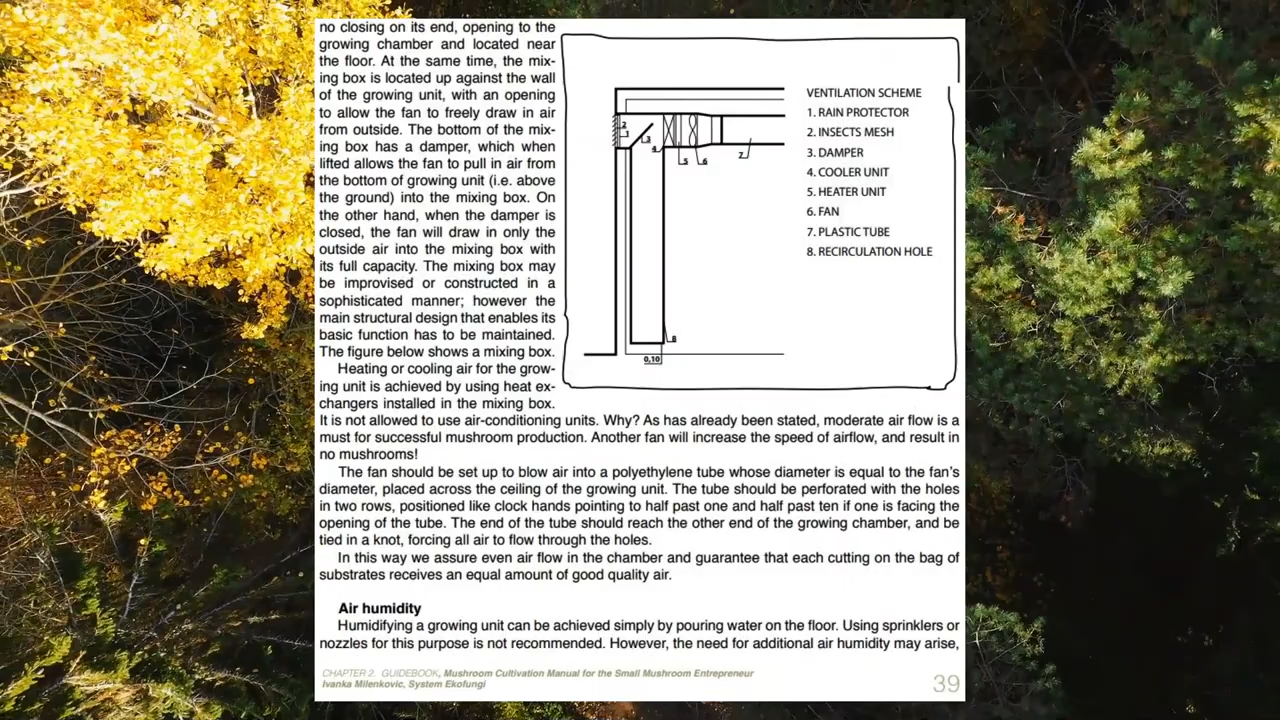 no closing on its end, opening to the
growing chamber and located near
the floor. At the same time, the mix-
ing box is located up against the wall
of the growing unit, with an opening
to allow the fan to freely draw in air
from outside. The bottom of the mix-
ing box has a damper, which when
lifted allows the fan to pull in air from
the bottom of growing unit (i.e. above
the ground) into the mixing box. On
the other hand, when the damper is
closed, the fan will draw in only the
outside air into the mixing box with
its full capacity. The mixing box may
be improvised or constructed in a
sophisticated manner; however the
main structural design that enables its
basic function has to be maintained.
The figure below shows a mixing box.
Heating or cooling air for the grow-
ing unit is achieved by using heat ex-
changers installed in the mixing box.
It is not allowed to use air-conditioning units. Why? As has already been stated, moderate air flow is a
must for successful mushroom production. Another fan will increase the speed of airflow, and result in
no mushrooms!
The fan should be set up to blow air into a polyethylene tube whose diameter is equal to the fan's
diameter, placed across the ceiling of the growing unit. The tube should be perforated with the holes
in two rows, positioned like clock hands pointing to half past one and half past ten if one is facing the
opening of the tube. The end of the tube should reach the other end of the growing chamber, and be
tied in a knot, forcing all air to flow through the holes.
In this way we assure even air flow in the chamber and guarantee that each cutting on the bag of
substrates receives an equal amount of good quality air.
Air humidity
Humidifying a growing unit can be achieved simply by pouring water on the floor. Using sprinklers or
nozzles for this purpose is not recommended. However, the need for additional air humidity may arise,
VENTILATION SCHEME
1. RAIN PROTECTOR
2. INSECTS MESH
3. DAMPER
4. COOLER UNIT
5. HEATER UNIT
6. FAN
7. PLASTIC TUBE
8. RECIRCULATION HOLE
2
1
3
4
5
6
7
8
0,10
CHAPTER 2. GUIDEBOOK, Mushroom Cultivation Manual for the Small Mushroom Entrepreneur
Ivanka Milenkovic, System Ekofungi
39